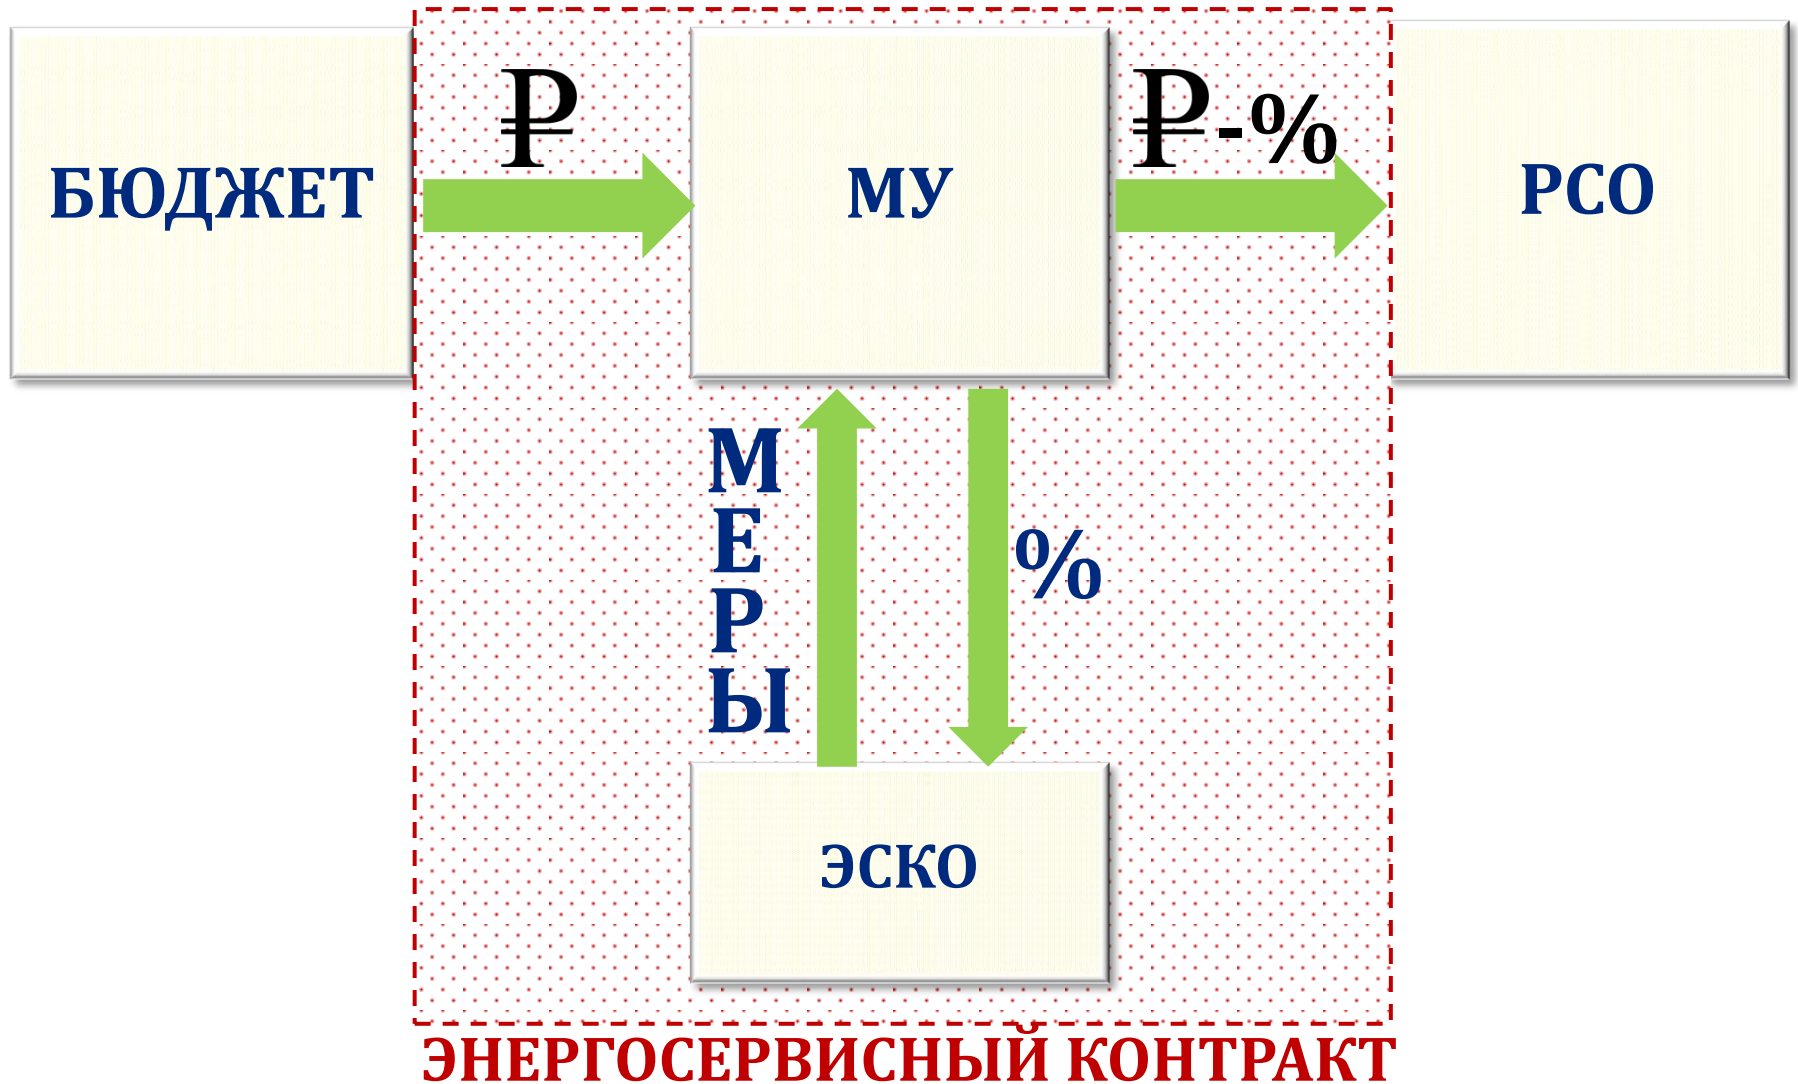 БЮДЖЕТ
₽
МУ
₽-%
РСО
М
Е
Р
Ы
%
ЭСКО
ЭНЕРГОСЕРВИСНЫЙ КОНТРАКТ